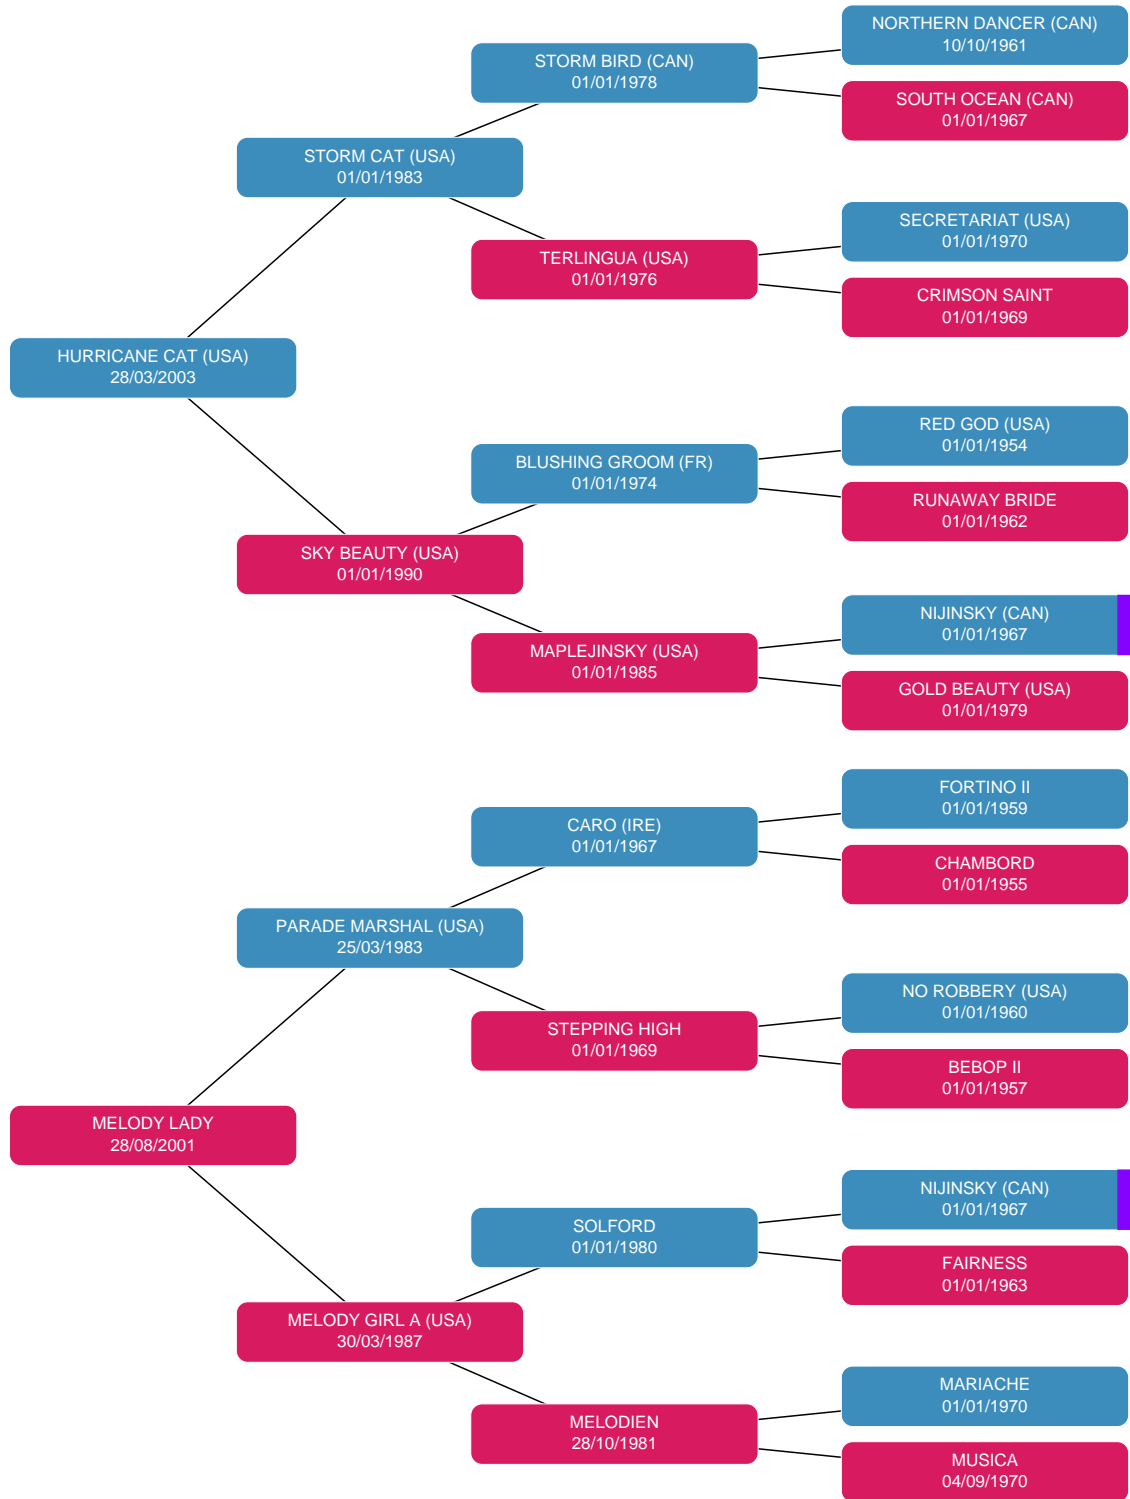 NORTHERN DANCER (CAN)
10/10/1961
STORM BIRD (CAN)
01/01/1978
SOUTH OCEAN (CAN)
01/01/1967
STORM CAT (USA)
01/01/1983
SECRETARIAT (USA)
01/01/1970
TERLINGUA (USA)
01/01/1976
CRIMSON SAINT
01/01/1969
HURRICANE CAT (USA)
28/03/2003
RED GOD (USA)
01/01/1954
BLUSHING GROOM (FR)
01/01/1974
RUNAWAY BRIDE
01/01/1962
SKY BEAUTY (USA)
01/01/1990
NIJINSKY (CAN)
01/01/1967
MAPLEJINSKY (USA)
01/01/1985
GOLD BEAUTY (USA)
01/01/1979
FORTINO II
01/01/1959
CARO (IRE)
01/01/1967
CHAMBORD
01/01/1955
PARADE MARSHAL (USA)
25/03/1983
NO ROBBERY (USA)
01/01/1960
STEPPING HIGH
01/01/1969
BEBOP II
01/01/1957
MELODY LADY
28/08/2001
NIJINSKY (CAN)
01/01/1967
SOLFORD
01/01/1980
FAIRNESS
01/01/1963
MELODY GIRL A (USA)
30/03/1987
MARIACHE
01/01/1970
MELODIEN
28/10/1981
MUSICA
04/09/1970